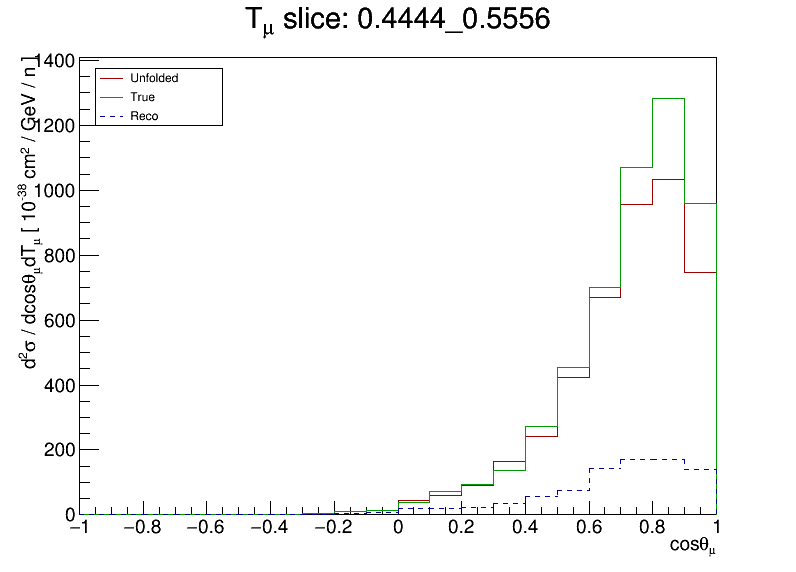 T_μ slice: 0.4444_0.5556
d²σ / dcosθ_μdT_μ [ 10⁻³⁸ cm² / GeV / n ]
Unfolded
True
Reco
1400
1200
1000
800
600
400
200
0
−1 −0.8 −0.6 −0.4 −0.2 0 0.2 0.4 0.6 0.8 1
cosθ_μ